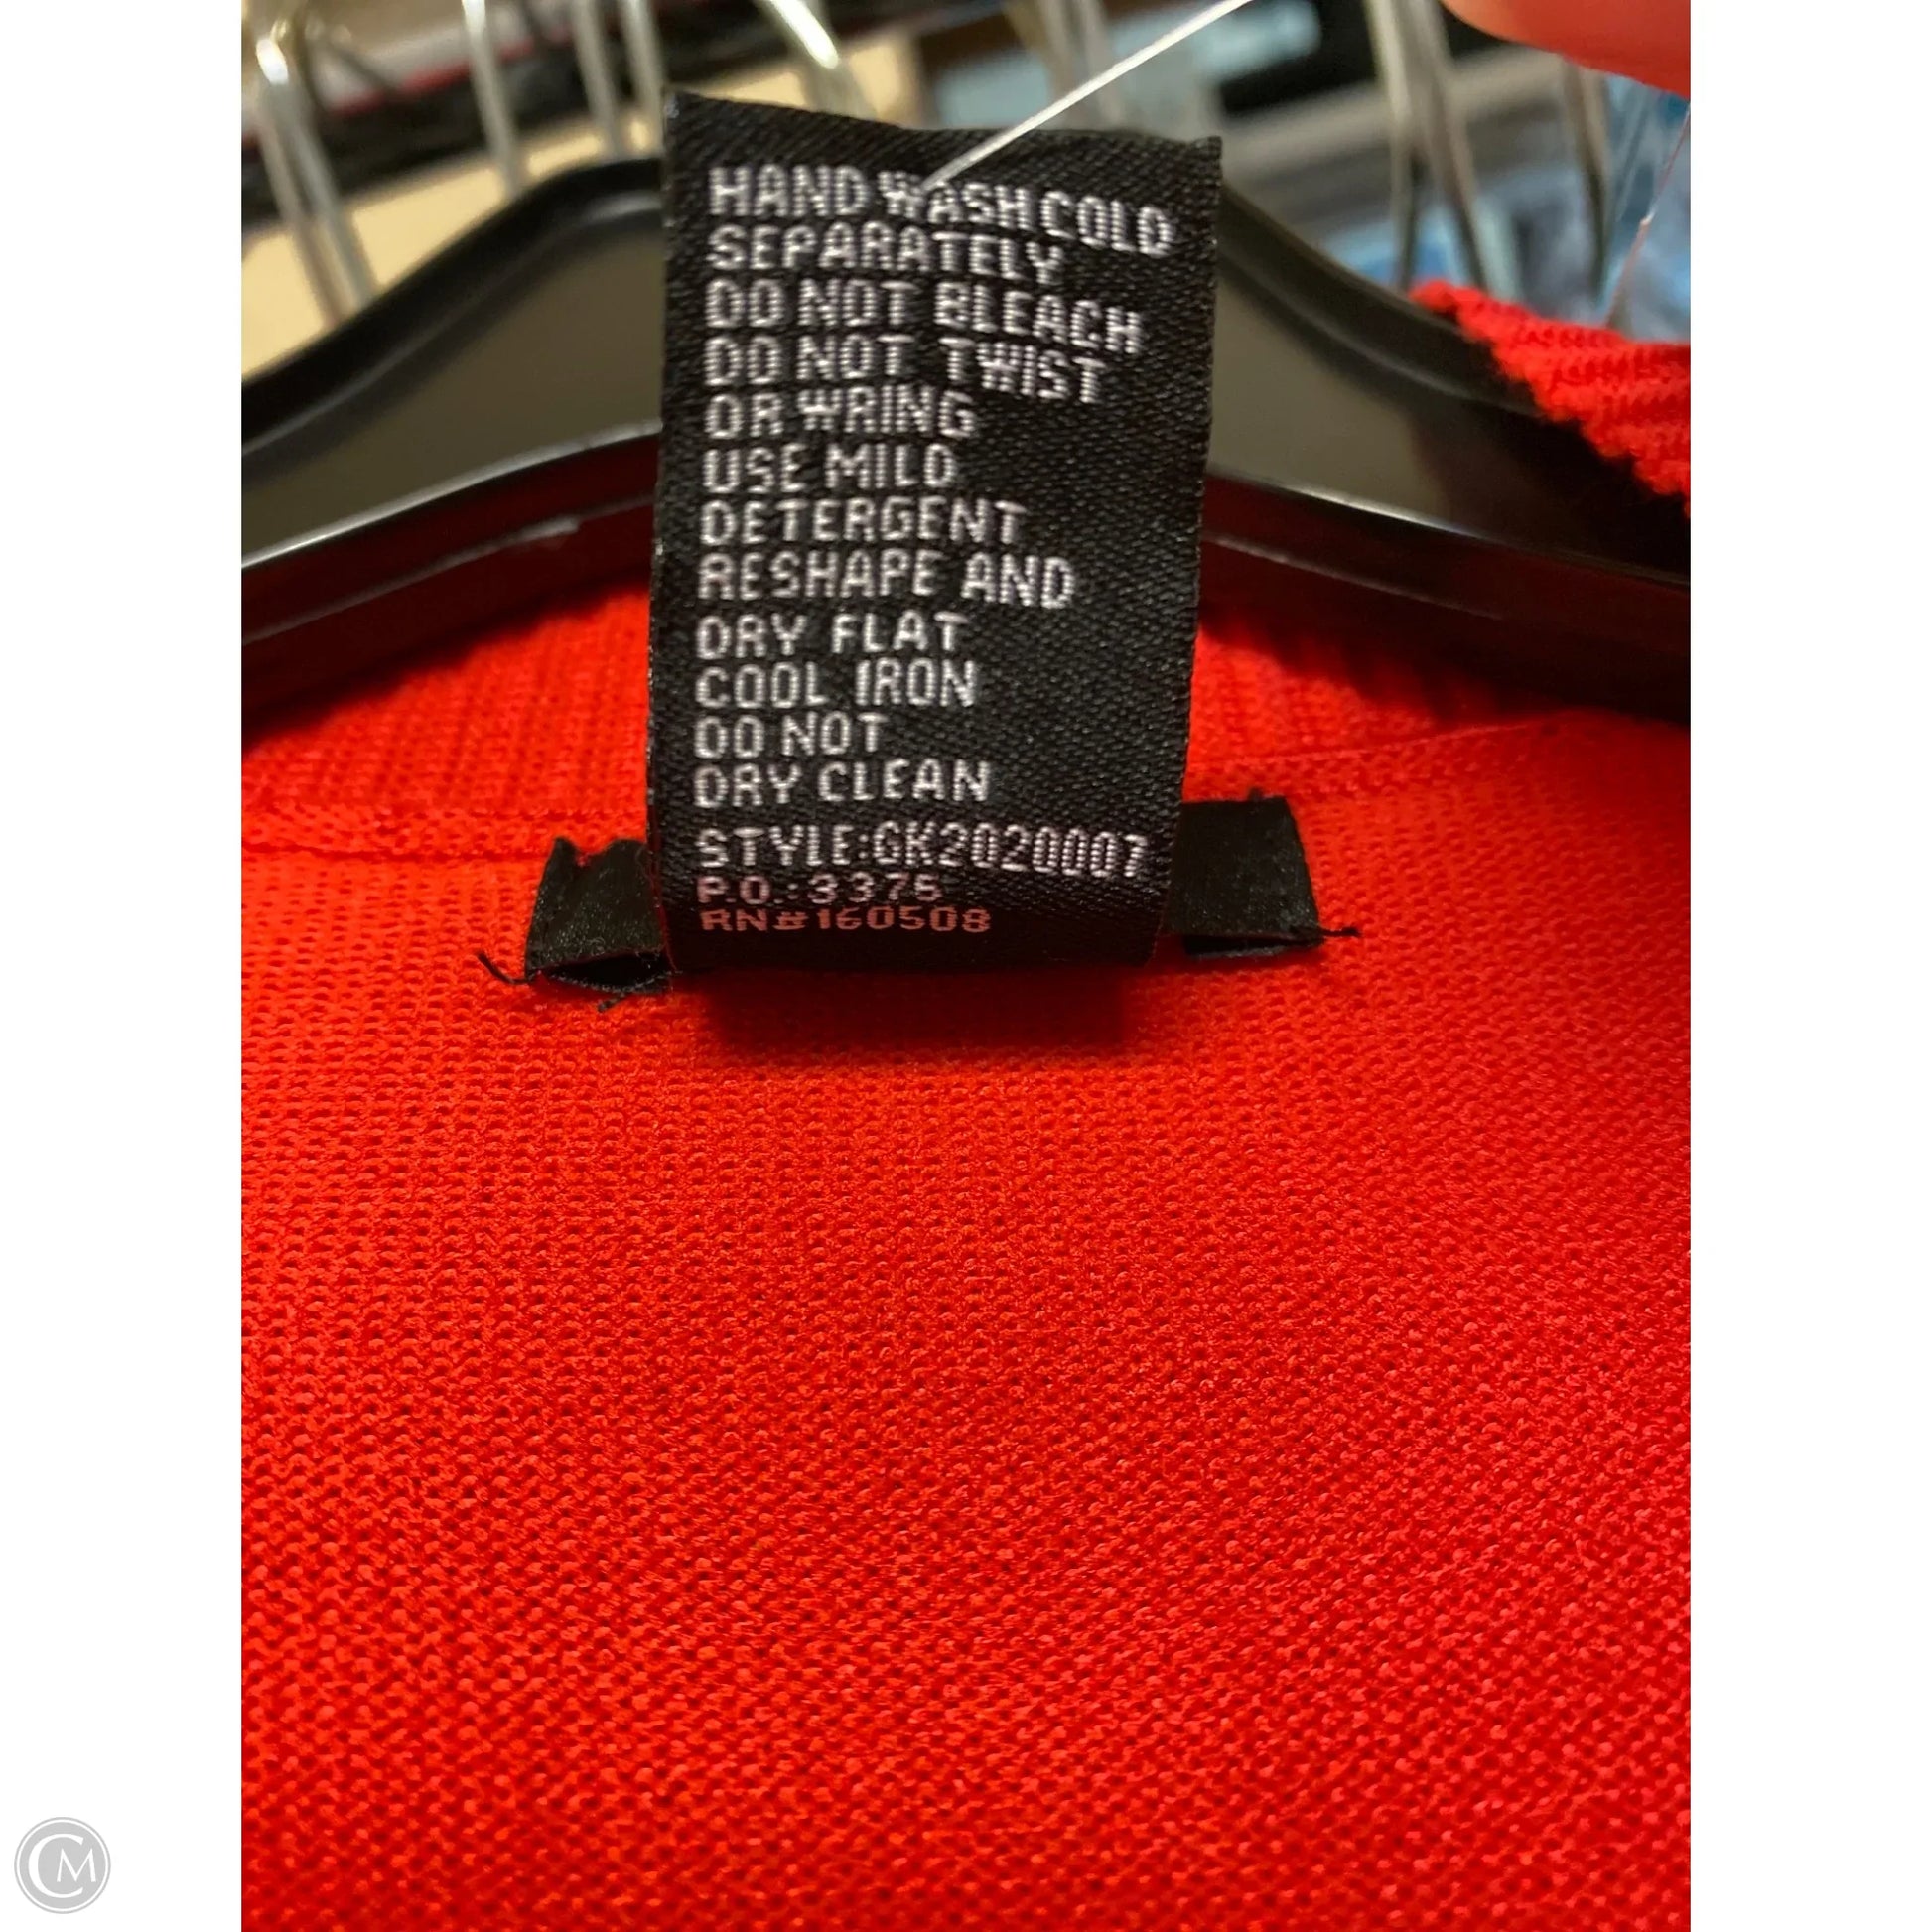 HAND WASH COLD
SEPARATELY
DO NOT BLEACH
DO NOT TWIST
OR WRING
USE MILD
DETERGENT
RESHAPE AND
DRY FLAT
COOL IRON
DO NOT
DRY CLEAN
STYLE:GK2020007
P.O.:3375
RN#160508
CM